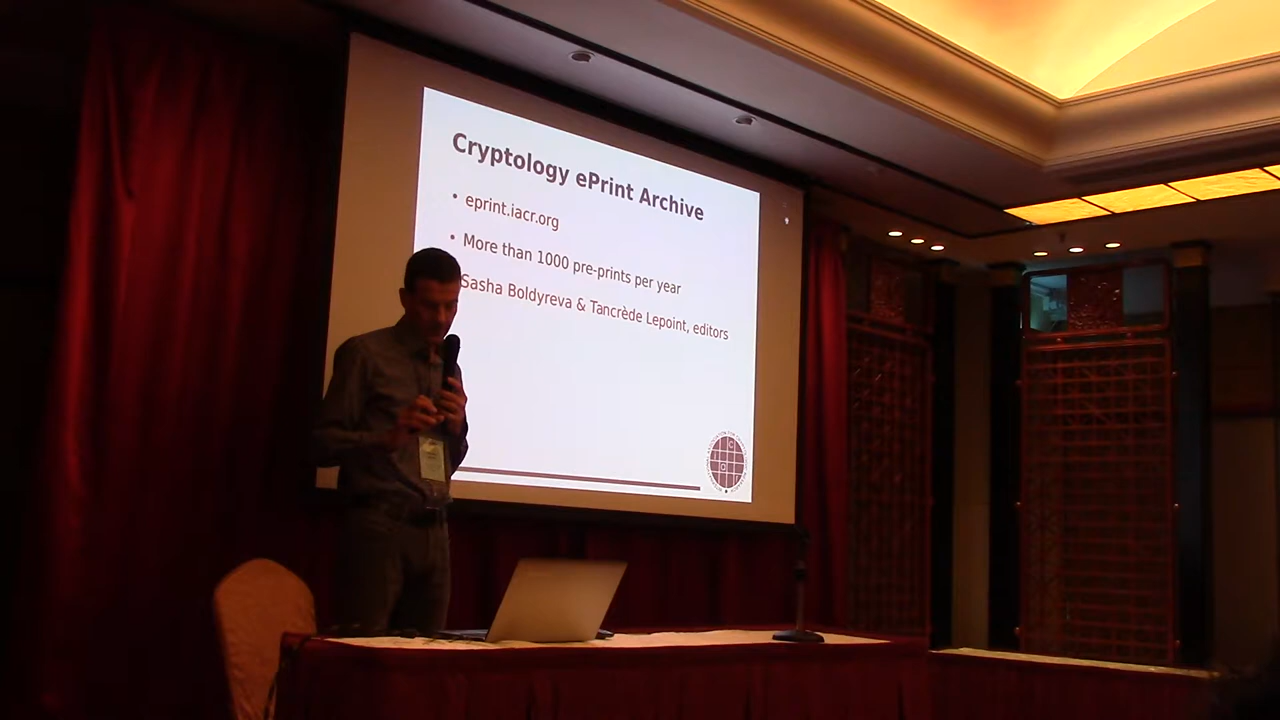 Cryptology ePrint Archive
• eprint.iacr.org
• More than 1000 pre-prints per year
Sasha Boldyreva & Tancrède Lepoint, editors